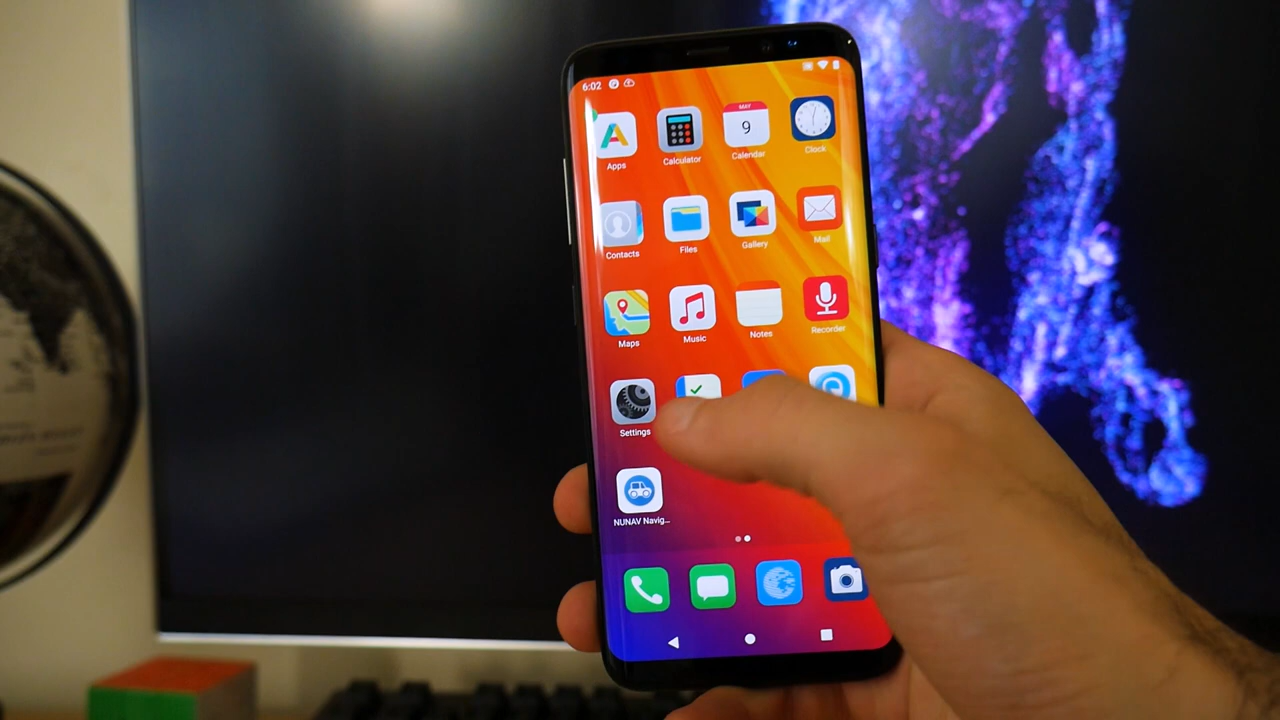 6:02
Apps
Calculator
MAY
9
Calendar
Clock
Contacts
Files
Gallery
Mail
Maps
Music
Notes
Recorder
Settings
NUNAV Navig...